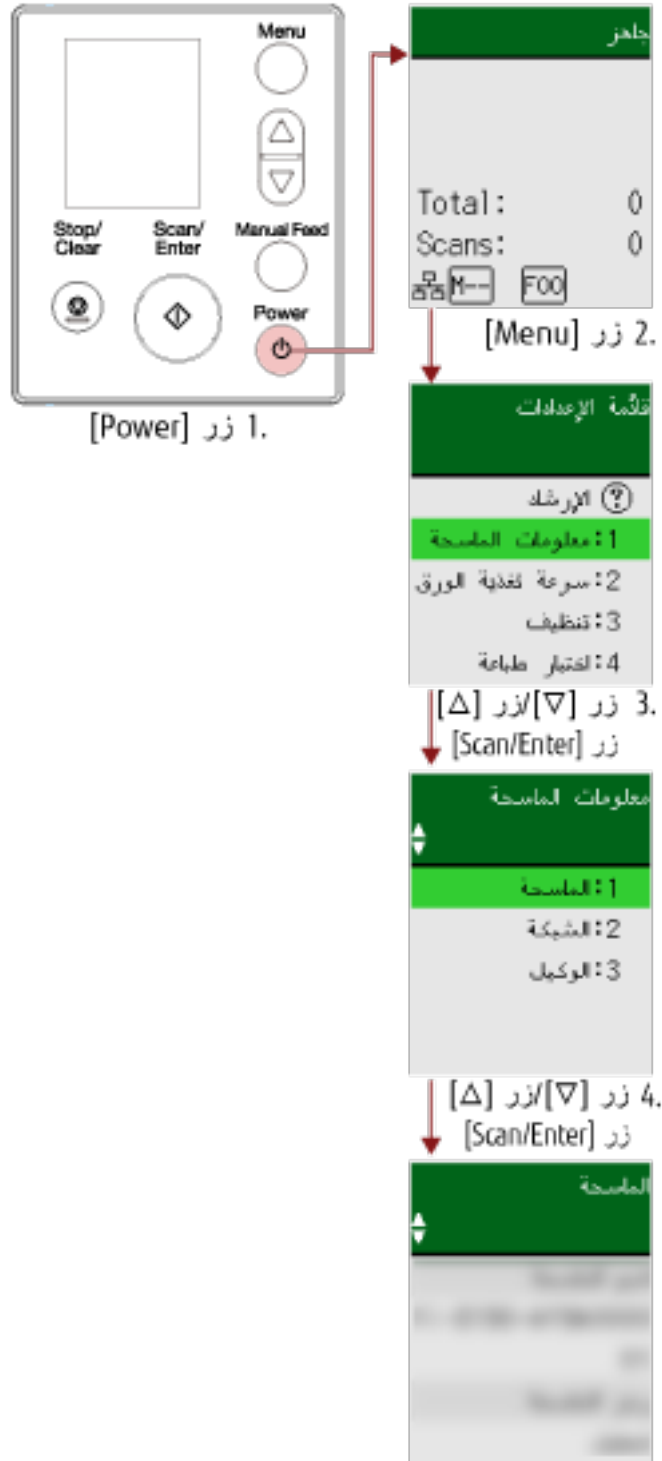 Menu
Stop/
Clear
Scan/
Enter
Manual Feed
Power
1. زر [Power]
جاهز
Total: 0
Scans: 0
M-- F00
2. زر [Menu]
قائمة الإعدادات
? الإرشاد
1:معلومات الماسحة
2:سرعة تغذية الورق
3:تنظيف
4:اختبار طباعة
3. زر [▽]/زر [△]
زر [Scan/Enter]
معلومات الماسحة
1:الماسحة
2:الشبكة
3:الوكيل
4. زر [▽]/زر [△]
زر [Scan/Enter]
الماسحة